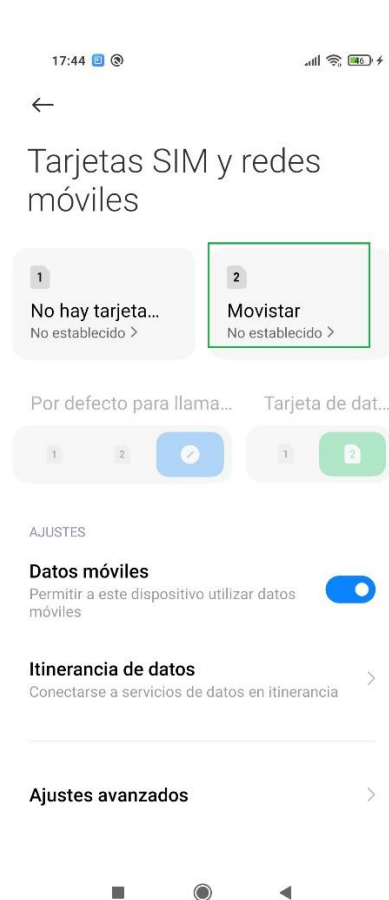 17:44
46
Tarjetas SIM y redes
móviles
1
2
No hay tarjeta...
Movistar
No establecido >
No establecido >
Por defecto para llama...
Tarjeta de dat...
1
2
1
2
AJUSTES
Datos móviles
Permitir a este dispositivo utilizar datos
móviles
Itinerancia de datos
Conectarse a servicios de datos en itinerancia
Ajustes avanzados